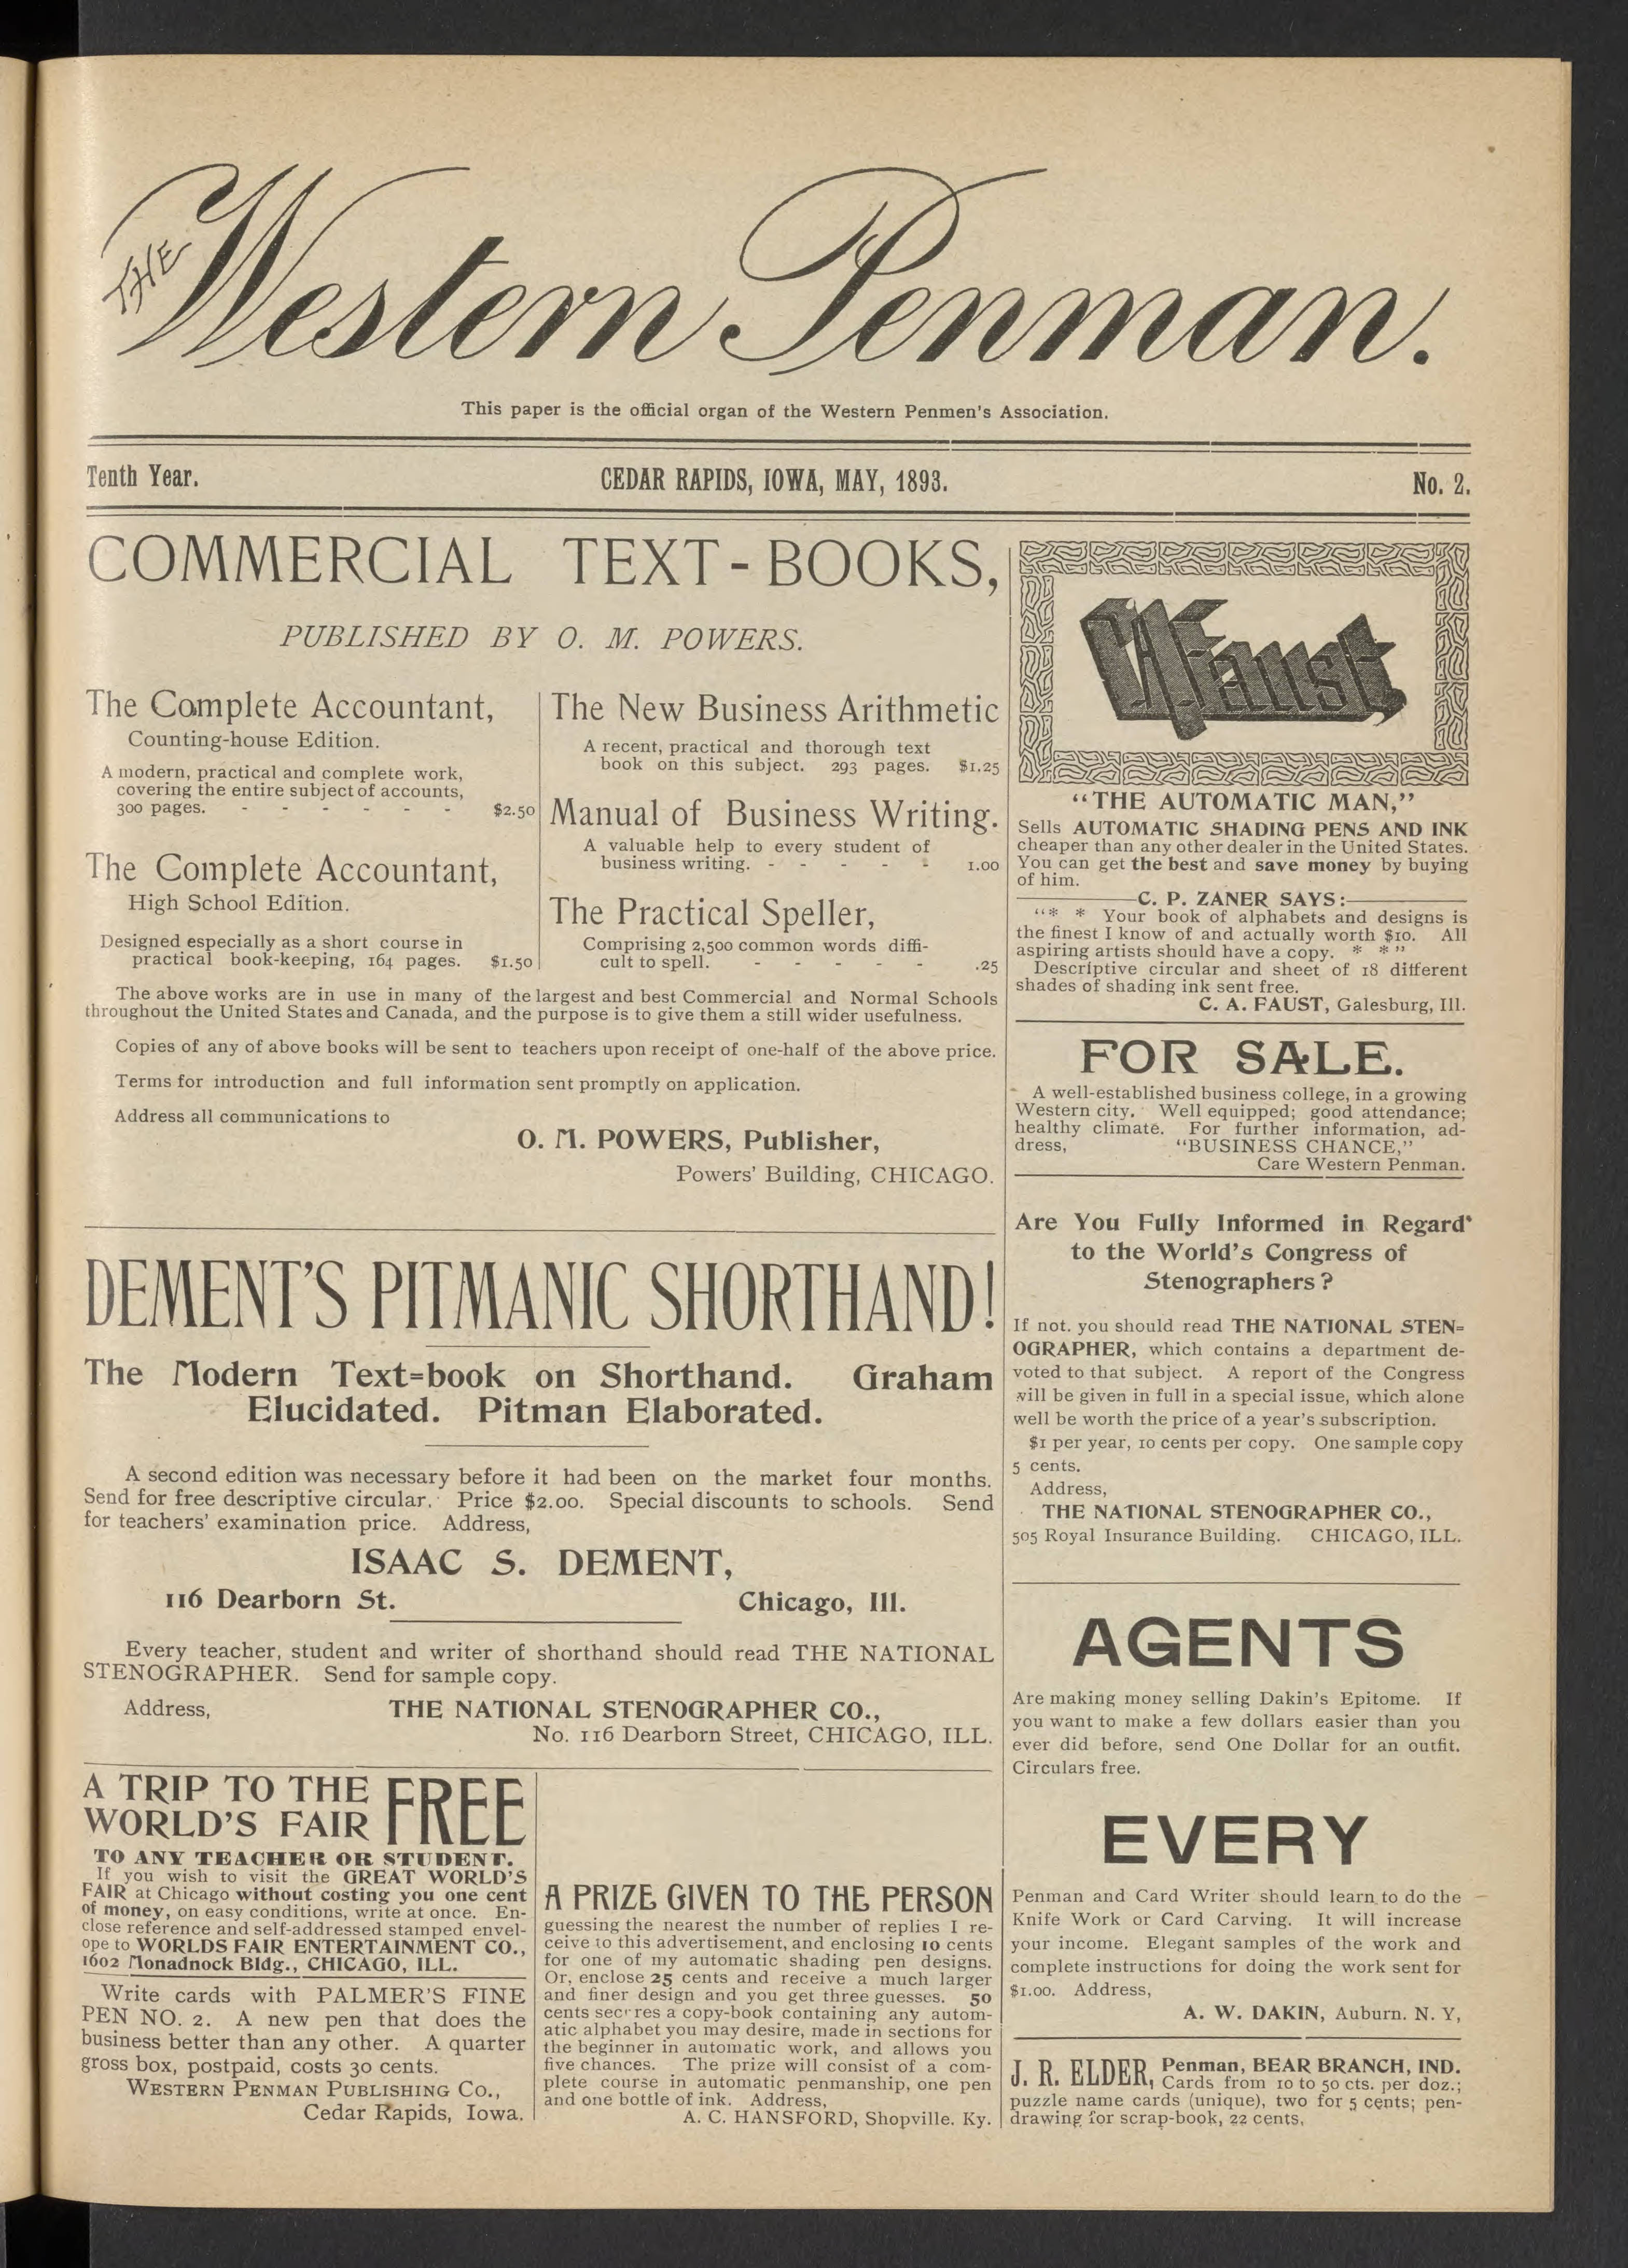 THE Western Penman.
This paper is the official organ of the Western Penmen's Association.
Tenth Year. CEDAR RAPIDS, IOWA, MAY, 1893. No. 2.
COMMERCIAL TEXT-BOOKS,
PUBLISHED BY O. M. POWERS.
The Complete Accountant,
Counting-house Edition.
A modern, practical and complete work,
covering the entire subject of accounts,
300 pages. - - - - - - $2.50
The Complete Accountant,
High School Edition.
Designed especially as a short course in
practical book-keeping, 164 pages. $1.50
The New Business Arithmetic
A recent, practical and thorough text
book on this subject. 293 pages. $1.25
Manual of Business Writing.
A valuable help to every student of
business writing. - - - - - 1.00
The Practical Speller,
Comprising 2,500 common words diffi-
cult to spell. - - - - - .25
The above works are in use in many of the largest and best Commercial and Normal Schools
throughout the United States and Canada, and the purpose is to give them a still wider usefulness.
Copies of any of above books will be sent to teachers upon receipt of one-half of the above price.
Terms for introduction and full information sent promptly on application.
Address all communications to
O. M. POWERS, Publisher,
Powers' Building, CHICAGO.
DEMENT'S PITMANIC SHORTHAND!
The Modern Text=book on Shorthand. Graham
Elucidated. Pitman Elaborated.
A second edition was necessary before it had been on the market four months.
Send for free descriptive circular. Price $2.00. Special discounts to schools. Send
for teachers' examination price. Address,
ISAAC S. DEMENT,
116 Dearborn St. Chicago, Ill.
Every teacher, student and writer of shorthand should read THE NATIONAL
STENOGRAPHER. Send for sample copy.
Address, THE NATIONAL STENOGRAPHER CO.,
No. 116 Dearborn Street, CHICAGO, ILL.
A TRIP TO THE
WORLD'S FAIR FREE
TO ANY TEACHER OR STUDENT.
If you wish to visit the GREAT WORLD'S
FAIR at Chicago without costing you one cent
of money, on easy conditions, write at once. En-
close reference and self-addressed stamped envel-
ope to WORLDS FAIR ENTERTAINMENT CO.,
1602 Monadnock Bldg., CHICAGO, ILL.
Write cards with PALMER'S FINE
PEN NO. 2. A new pen that does the
business better than any other. A quarter
gross box, postpaid, costs 30 cents.
WESTERN PENMAN PUBLISHING CO.,
Cedar Rapids, Iowa.
A PRIZE GIVEN TO THE PERSON
guessing the nearest the number of replies I re-
ceive to this advertisement, and enclosing 10 cents
for one of my automatic shading pen designs.
Or, enclose 25 cents and receive a much larger
and finer design and you get three guesses. 50
cents secures a copy-book containing any autom-
atic alphabet you may desire, made in sections for
the beginner in automatic work, and allows you
five chances. The prize will consist of a com-
plete course in automatic penmanship, one pen
and one bottle of ink. Address,
A. C. HANSFORD, Shopville. Ky.
Faust
"THE AUTOMATIC MAN,"
Sells AUTOMATIC SHADING PENS AND INK
cheaper than any other dealer in the United States.
You can get the best and save money by buying
of him.
C. P. ZANER SAYS:
"* * Your book of alphabets and designs is
the finest I know of and actually worth $10. All
aspiring artists should have a copy. * *"
Descriptive circular and sheet of 18 different
shades of shading ink sent free.
C. A. FAUST, Galesburg, Ill.
FOR SALE.
A well-established business college, in a growing
Western city. Well equipped; good attendance;
healthy climate. For further information, ad-
dress, "BUSINESS CHANCE,"
Care Western Penman.
Are You Fully Informed in Regard
to the World's Congress of
Stenographers?
If not. you should read THE NATIONAL STEN=
OGRAPHER, which contains a department de-
voted to that subject. A report of the Congress
will be given in full in a special issue, which alone
well be worth the price of a year's subscription.
$1 per year, 10 cents per copy. One sample copy
5 cents.
Address,
THE NATIONAL STENOGRAPHER CO.,
505 Royal Insurance Building. CHICAGO, ILL.
AGENTS
Are making money selling Dakin's Epitome. If
you want to make a few dollars easier than you
ever did before, send One Dollar for an outfit.
Circulars free.
EVERY
Penman and Card Writer should learn to do the
Knife Work or Card Carving. It will increase
your income. Elegant samples of the work and
complete instructions for doing the work sent for
$1.00. Address,
A. W. DAKIN, Auburn. N. Y,
J. R. ELDER, Penman, BEAR BRANCH, IND.
Cards from 10 to 50 cts. per doz.;
puzzle name cards (unique), two for 5 cents; pen-
drawing for scrap-book, 22 cents,